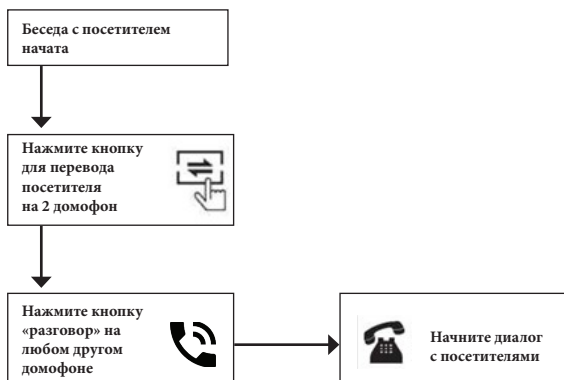 Беседа с посетителем
начата
Нажмите кнопку
для перевода
посетителя
на 2 домофон
Нажмите кнопку
«разговор» на
любом другом
домофоне
Начните диалог
с посетителями